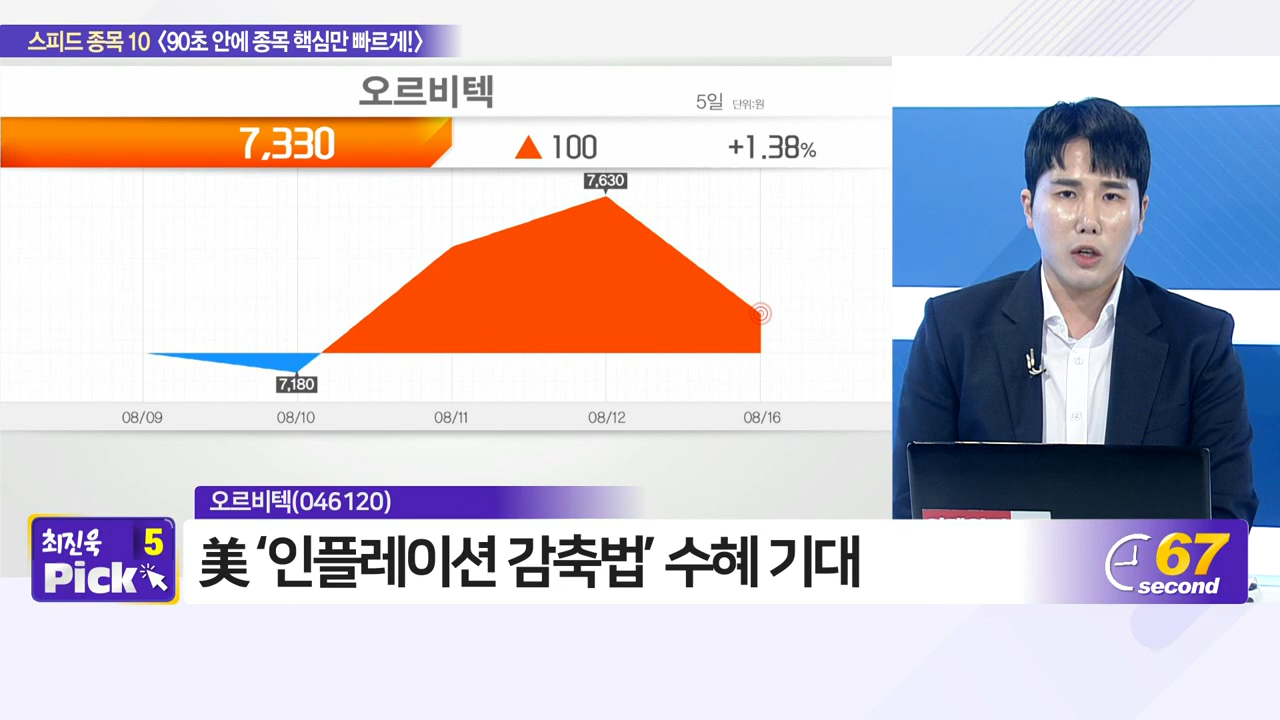 스피드 종목 10 〈90초 안에 종목 핵심만 빠르게!〉
오르비텍
5일 단위:원
7,330 ▲ 100 +1.38%
7,630
7,180
08/09 08/10 08/11 08/12 08/16
오르비텍(046120)
최진욱 5
Pick
美 ‘인플레이션 감축법’ 수혜 기대
67
second